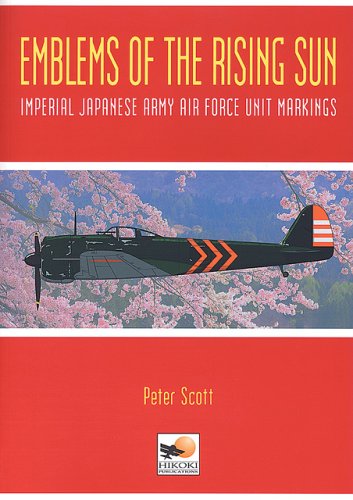 EMBLEMS OF THE RISING SUN
IMPERIAL JAPANESE ARMY AIR FORCE UNIT MARKINGS
Peter Scott
HIKOKI
PUBLICATIONS